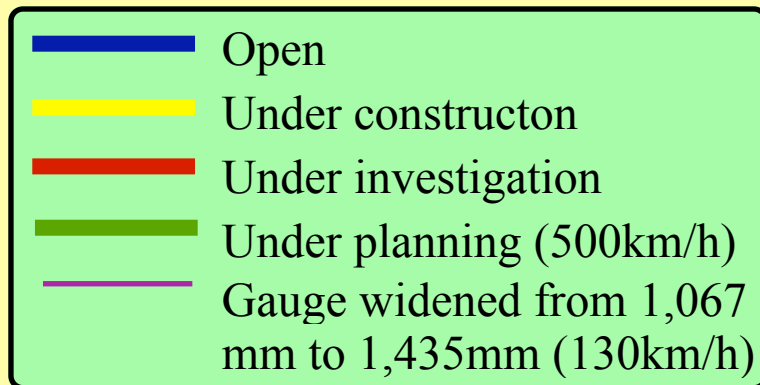 Open
Under constructon
Under investigation
Under planning (500km/h)
Gauge widened from 1,067
mm to 1,435mm (130km/h)